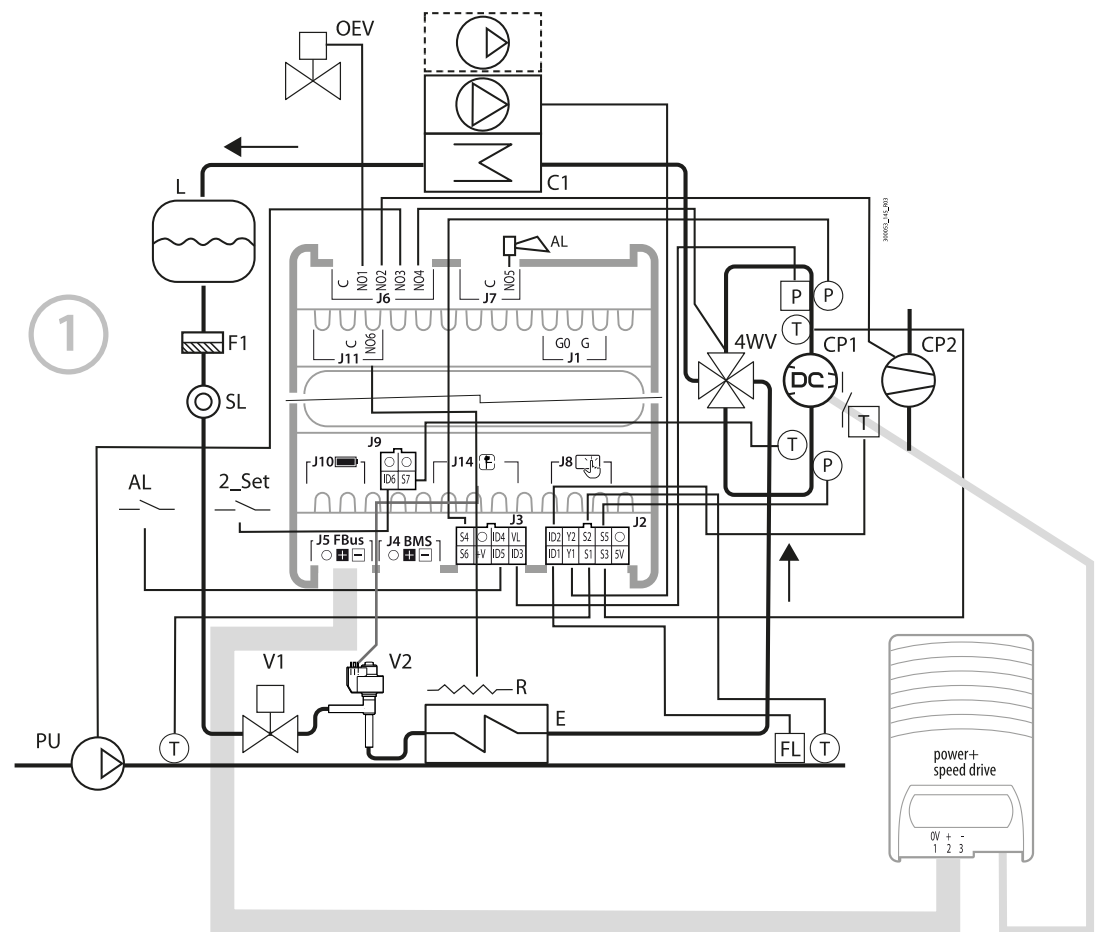 OEV
C1
L
300053_145_R03
AL
C NO1 NO2 NO3 NO4
C NO5
J6
J7
P P
1
F1
C NO6
G0 G
J11
J1
T
4WV
CP1
CP2
DC
SL
T
J9
T
J10
J14
J8
P
ID6 S7
AL
2_Set
J3
J2
S4 ID4 VL
ID2 Y2 S2 S5
J5 FBus
J4 BMS
S6 +V ID5 ID3
ID1 Y1 S1 S3 5V
V1
V2
R
E
PU
T
FL
T
power+
speed drive
0V + -
1 2 3